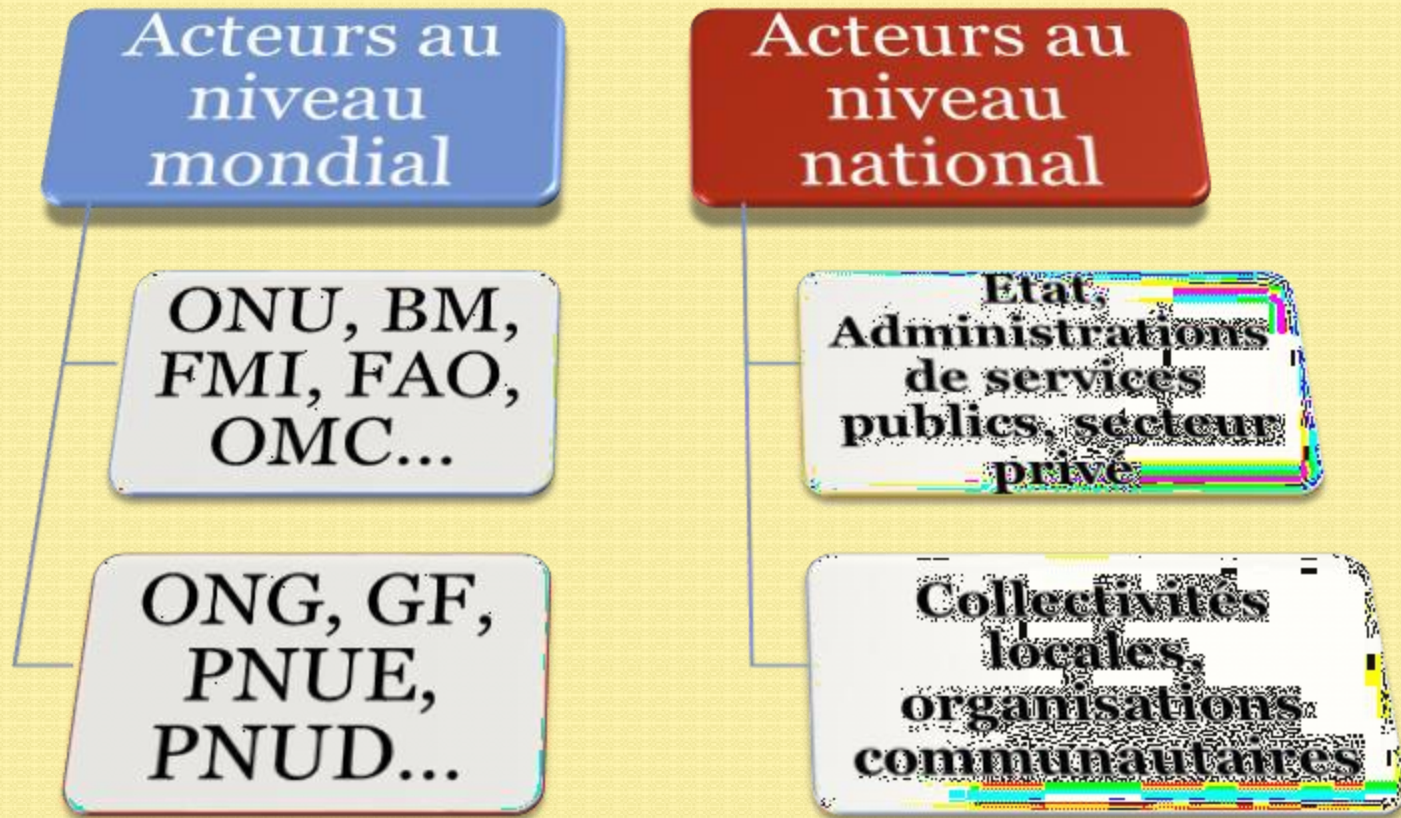 Acteurs au
niveau
mondial
ONU, BM,
FMI, FAO,
OMC...
ONG, GF,
PNUE,
PNUD...
Acteurs au
niveau
national
Etat,
Administrations
de services
publics, secteur
privé
Collectivités
locales,
organisations
communautaires